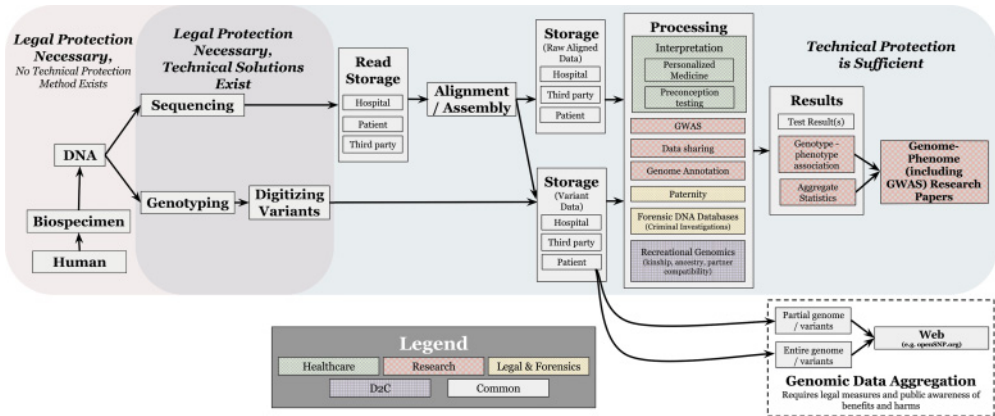 Legal Protection
Necessary,
No Technical Protection
Method Exists
Human
Biospecimen
DNA
Legal Protection
Necessary,
Technical Solutions
Exist
Sequencing
Genotyping
Digitizing
Variants
Read
Storage
Hospital
Patient
Third party
Alignment
/ Assembly
Storage
(Raw Aligned
Data)
Hospital
Third party
Patient
Storage
(Variant
Data)
Hospital
Third party
Patient
Processing
Interpretation
Personalized
Medicine
Preconception
testing
GWAS
Data sharing
Genome Annotation
Paternity
Forensic DNA Databases
(Criminal Investigations)
Recreational Genomics
(kinship, ancestry, partner
compatibility)
Technical Protection
is Sufficient
Results
Test Result(s)
Genotype -
phenotype
association
Aggregate
Statistics
Genome-
Phenome
(including
GWAS) Research
Papers
Partial genome
/ variants
Entire genome
/ variants
Web
(e.g. openSNP.org)
Genomic Data Aggregation
Requires legal measures and public awareness of
benefits and harms
Legend
Healthcare
Research
Legal & Forensics
D2C
Common